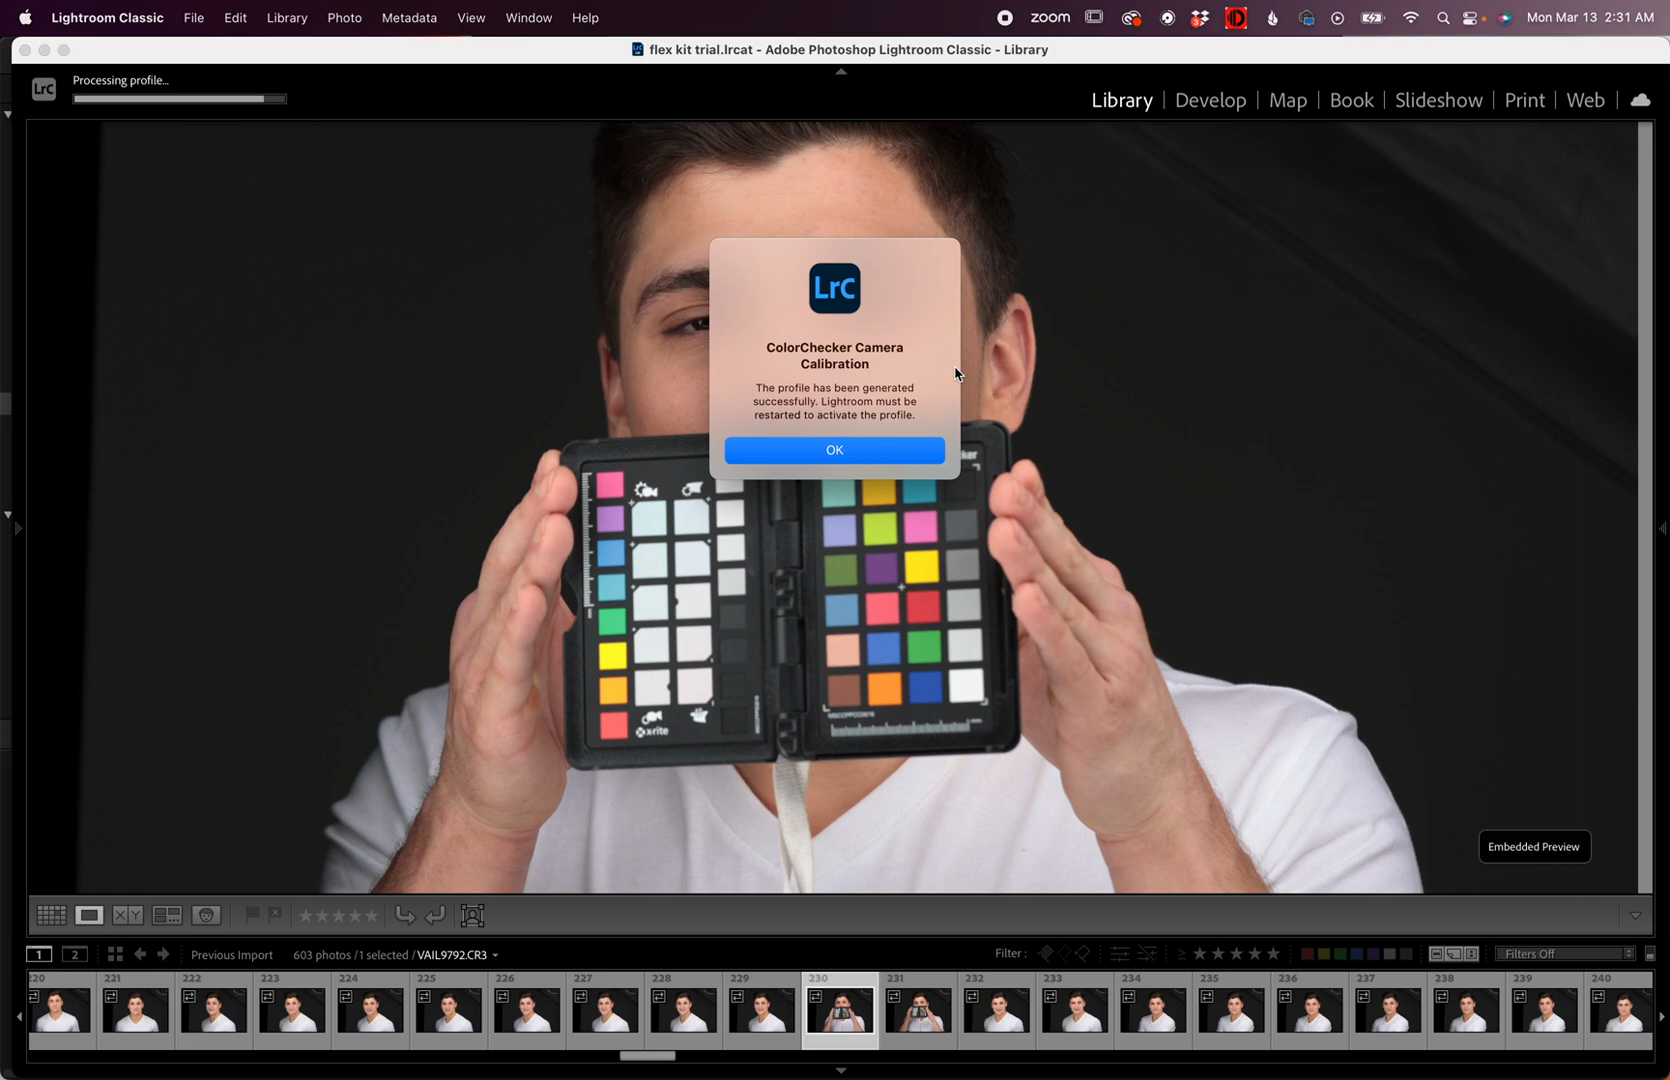 Lightroom Classic File Edit Library Photo Metadata View Window Help zoom 3 Mon Mar 13 2:31 AM
LrC flex kit trial.lrcat - Adobe Photoshop Lightroom Classic - Library
LrC Processing profile...
Library | Develop | Map | Book | Slideshow | Print | Web
LrC
ColorChecker Camera
Calibration
The profile has been generated
successfully. Lightroom must be
restarted to activate the profile.
OK
x-rite
Embedded Preview
X Y
1 2 Previous Import 603 photos / 1 selected / VAIL9792.CR3 Filter : ≥ ★ ★ ★ ★ ★ Filters Off
220 221 222 223 224 225 226 227 228 229 230 231 232 233 234 235 236 237 238 239 240